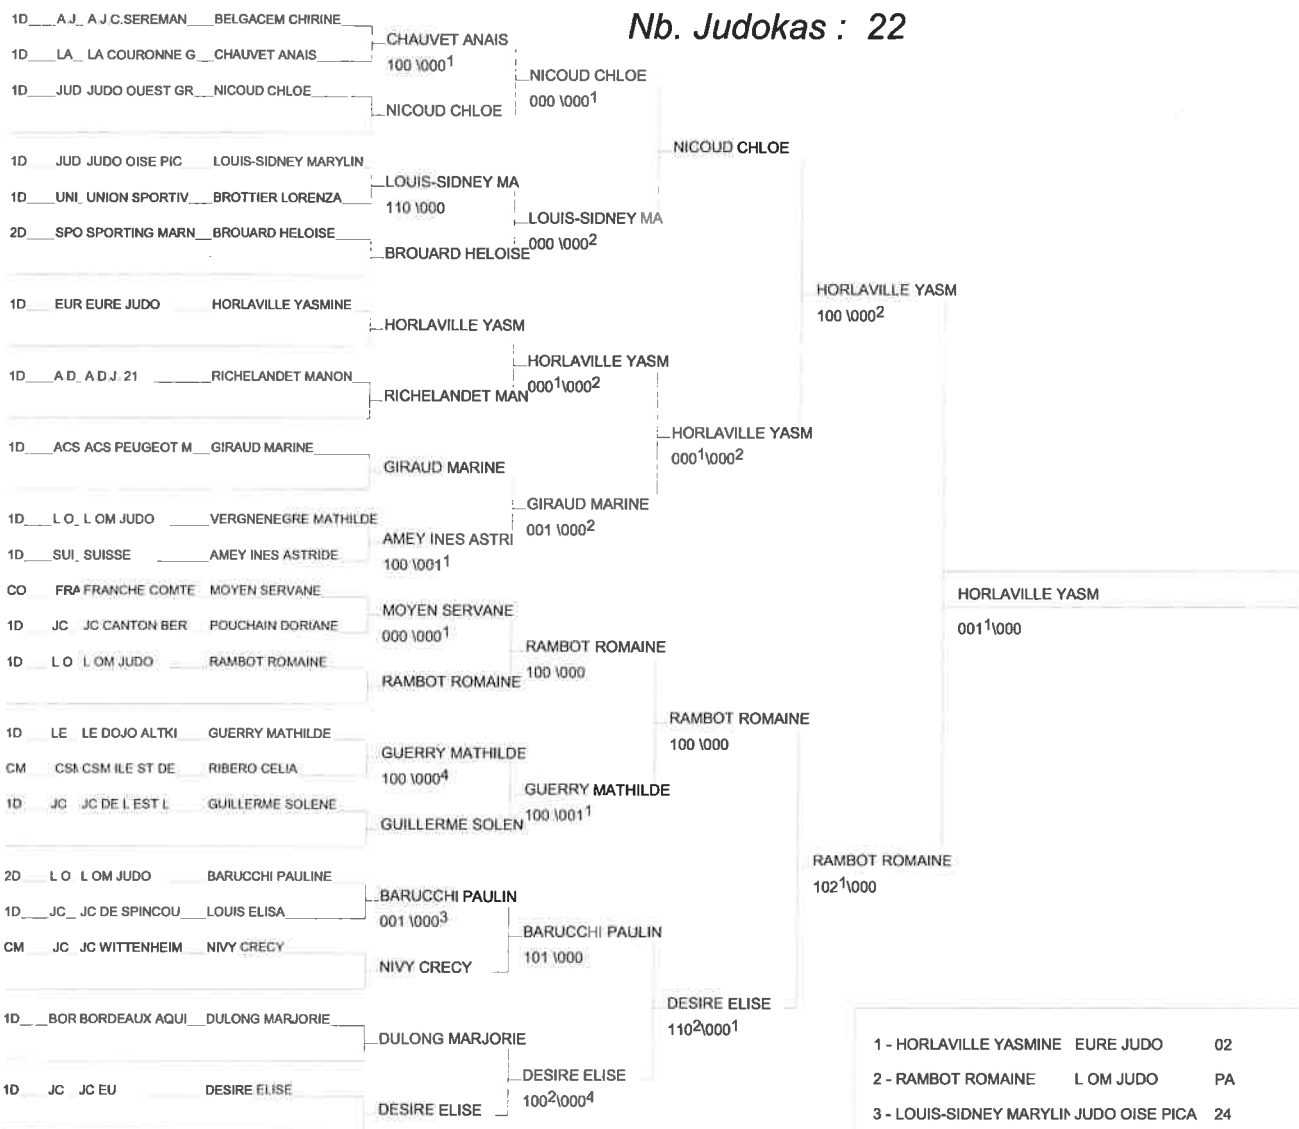 Nb. Judokas : 22
1D A.J A.J.C.SEREMAN BELGACEM CHIRINE
CHAUVET ANAIS
1D LA LA COURONNE G CHAUVET ANAIS
100 \000¹
NICOUD CHLOE
1D JUD JUDO OUEST GR NICOUD CHLOE
000 \000¹
NICOUD CHLOE
NICOUD CHLOE
1D JUD JUDO OISE PIC LOUIS-SIDNEY MARYLIN
LOUIS-SIDNEY MA
1D UNI UNION SPORTIV BROTTIER LORENZA
110 \000
LOUIS-SIDNEY MA
2D SPO SPORTING MARN BROUARD HELOISE
000 \000²
BROUARD HELOISE
HORLAVILLE YASM
100 \000²
1D EUR EURE JUDO HORLAVILLE YASMINE
HORLAVILLE YASM
HORLAVILLE YASM
000¹\000²
1D A D A D J 21 RICHELANDET MANON
RICHELANDET MAN
HORLAVILLE YASM
000¹\000²
1D ACS ACS PEUGEOT M GIRAUD MARINE
GIRAUD MARINE
GIRAUD MARINE
001 \000²
1D L O L OM JUDO VERGNENEGRE MATHILDE
AMEY INES ASTRI
1D SUI SUISSE AMEY INES ASTRIDE
100 \001¹
CO FRA FRANCHE COMTE MOYEN SERVANE
HORLAVILLE YASM
001¹\000
MOYEN SERVANE
1D JC JC CANTON BER POUCHAIN DORIANE
000 \000¹
RAMBOT ROMAINE
100 \000
1D L O L OM JUDO RAMBOT ROMAINE
RAMBOT ROMAINE
RAMBOT ROMAINE
100 \000
1D LE LE DOJO ALTKI GUERRY MATHILDE
GUERRY MATHILDE
CM CSM CSM ILE ST DE RIBERO CELIA
100 \000⁴
GUERRY MATHILDE
1D JC JC DE L EST L GUILLERME SOLENE
100 \001¹
GUILLERME SOLEN
RAMBOT ROMAINE
102¹\000
2D L O L OM JUDO BARUCCHI PAULINE
BARUCCHI PAULIN
1D JC JC DE SPINCOU LOUIS ELISA
001 \000³
BARUCCHI PAULIN
CM JC JC WITTENHEIM NIVY CRECY
101 \000
NIVY CRECY
DESIRE ELISE
110²\000¹
1D BOR BORDEAUX AQUI DULONG MARJORIE
DULONG MARJORIE
DESIRE ELISE
1D JC JC EU DESIRE ELISE
100²\000⁴
DESIRE ELISE
1 - HORLAVILLE YASMINE EURE JUDO 02
2 - RAMBOT ROMAINE L OM JUDO PA
3 - LOUIS-SIDNEY MARYLIN JUDO OISE PICA 24